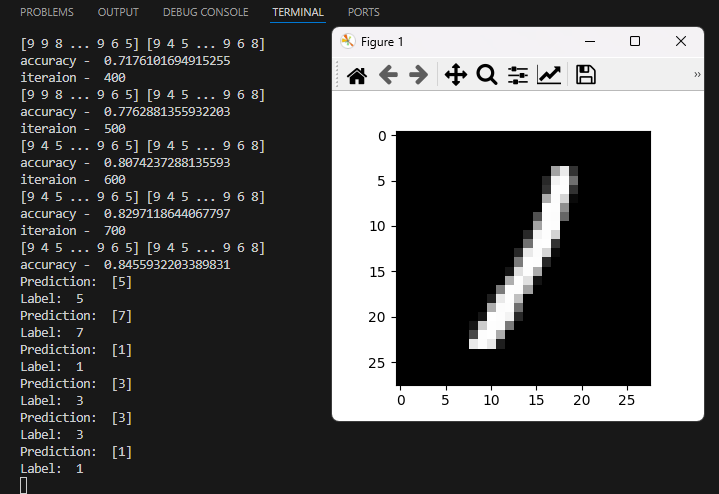 PROBLEMS OUTPUT DEBUG CONSOLE TERMINAL PORTS
[9 9 8 ... 9 6 5] [9 4 5 ... 9 6 8]
accuracy -  0.7176101694915255
iteraion -  400
[9 9 8 ... 9 6 5] [9 4 5 ... 9 6 8]
accuracy -  0.7762881355932203
iteraion -  500
[9 4 5 ... 9 6 5] [9 4 5 ... 9 6 8]
accuracy -  0.8074237288135593
iteraion -  600
[9 4 5 ... 9 6 5] [9 4 5 ... 9 6 8]
accuracy -  0.8297118644067797
iteraion -  700
[9 4 5 ... 9 6 5] [9 4 5 ... 9 6 8]
accuracy -  0.8455932203389831
Prediction:  [5]
Label:  5
Prediction:  [7]
Label:  7
Prediction:  [1]
Label:  1
Prediction:  [3]
Label:  3
Prediction:  [3]
Label:  3
Prediction:  [1]
Label:  1
Figure 1
0
5
10
15
20
25
0 5 10 15 20 25